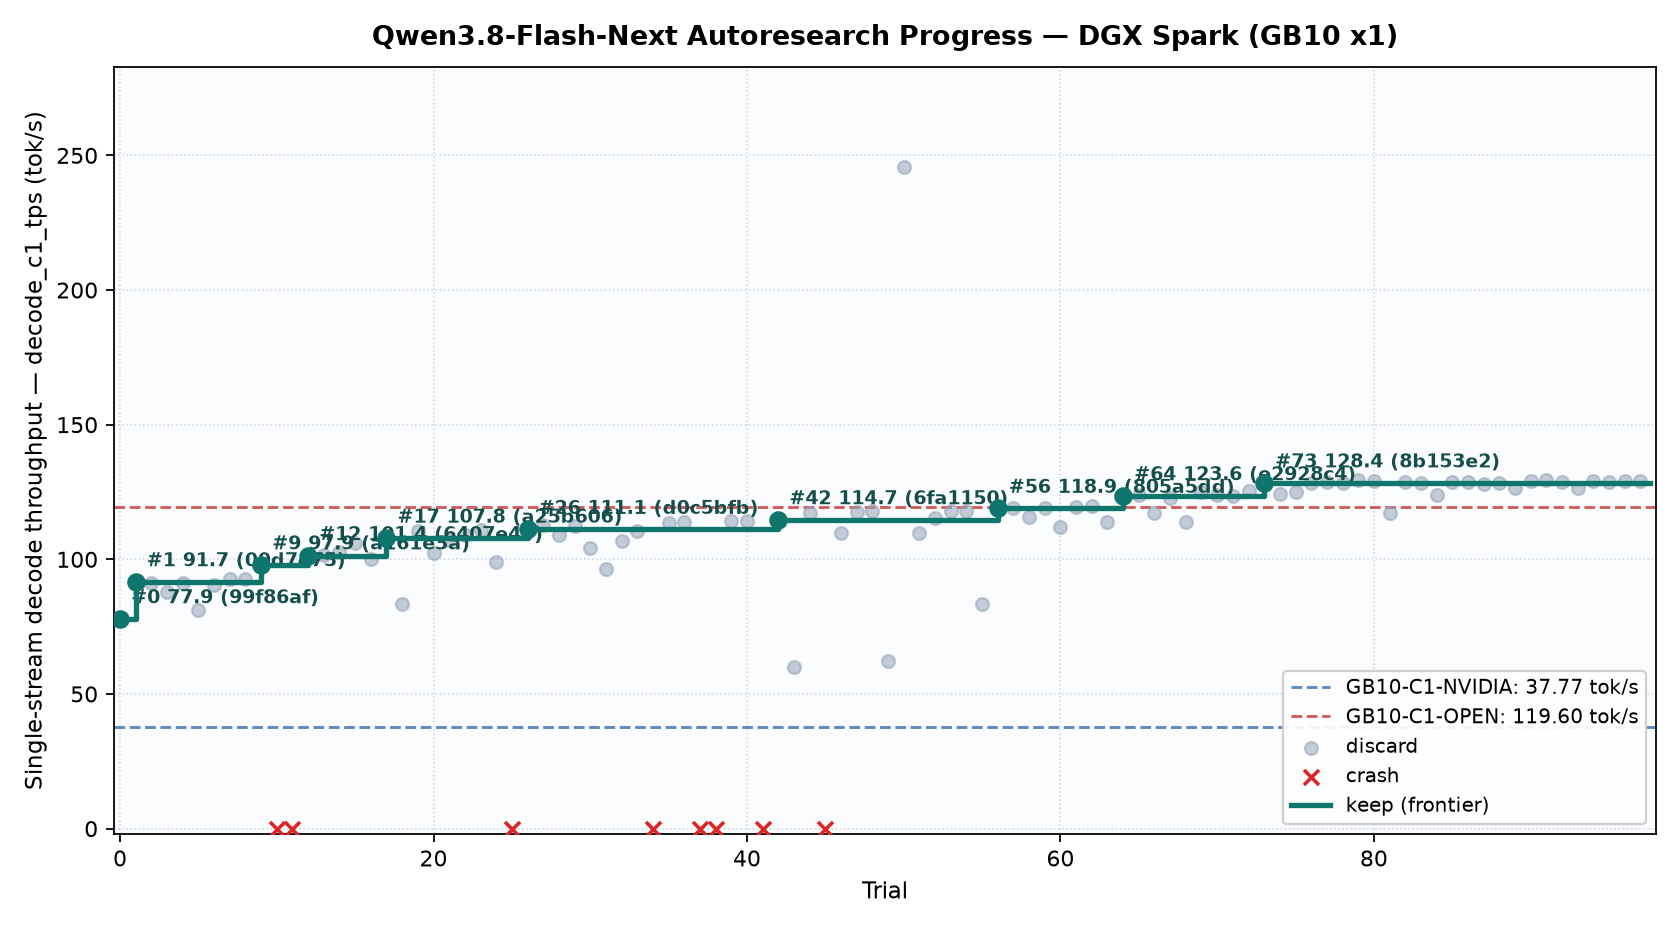 Qwen3.8-Flash-Next Autoresearch Progress — DGX Spark (GB10 x1)
Single-stream decode throughput — decode_c1_tps (tok/s)
250
200
150
100
50
0
#0 77.9 (99f86af)
#1 91.7
#9 97.9
#12 101.4
#17 107.8 (a25b606)
#26 111.1 (d0c5bfb)
#42 114.7 (6fa1150)
#56 118.9
#64 123.6 (e2928c4)
#73 128.4 (8b153e2)
GB10-C1-NVIDIA: 37.77 tok/s
GB10-C1-OPEN: 119.60 tok/s
discard
crash
keep (frontier)
0
20
40
60
80
Trial